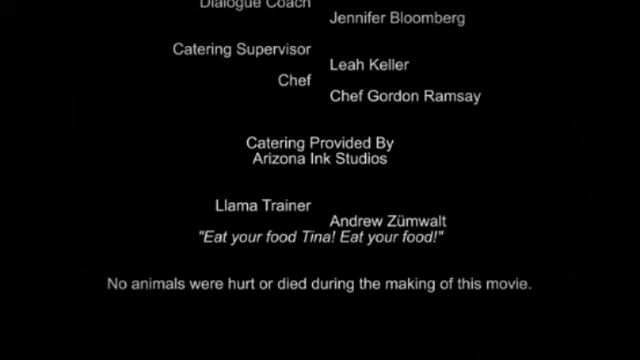 Dialogue Coach
Jennifer Bloomberg
Catering Supervisor
Leah Keller
Chef
Chef Gordon Ramsay
Catering Provided By
Arizona Ink Studios
Llama Trainer
Andrew Zümwalt
"Eat your food Tina! Eat your food!"
No animals were hurt or died during the making of this movie.